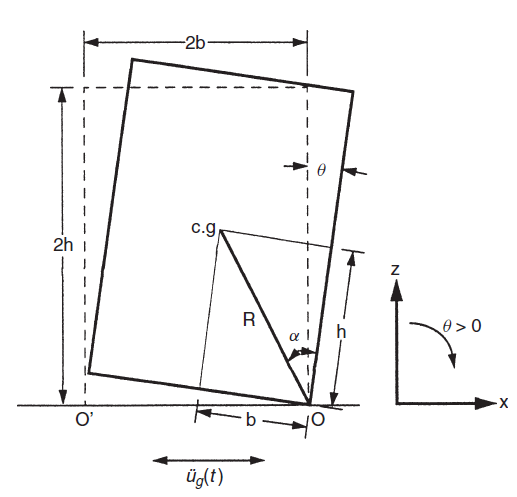 2b
θ
c.g
2h
z
R
α
h
θ > 0
x
O'
b
O
üg(t)